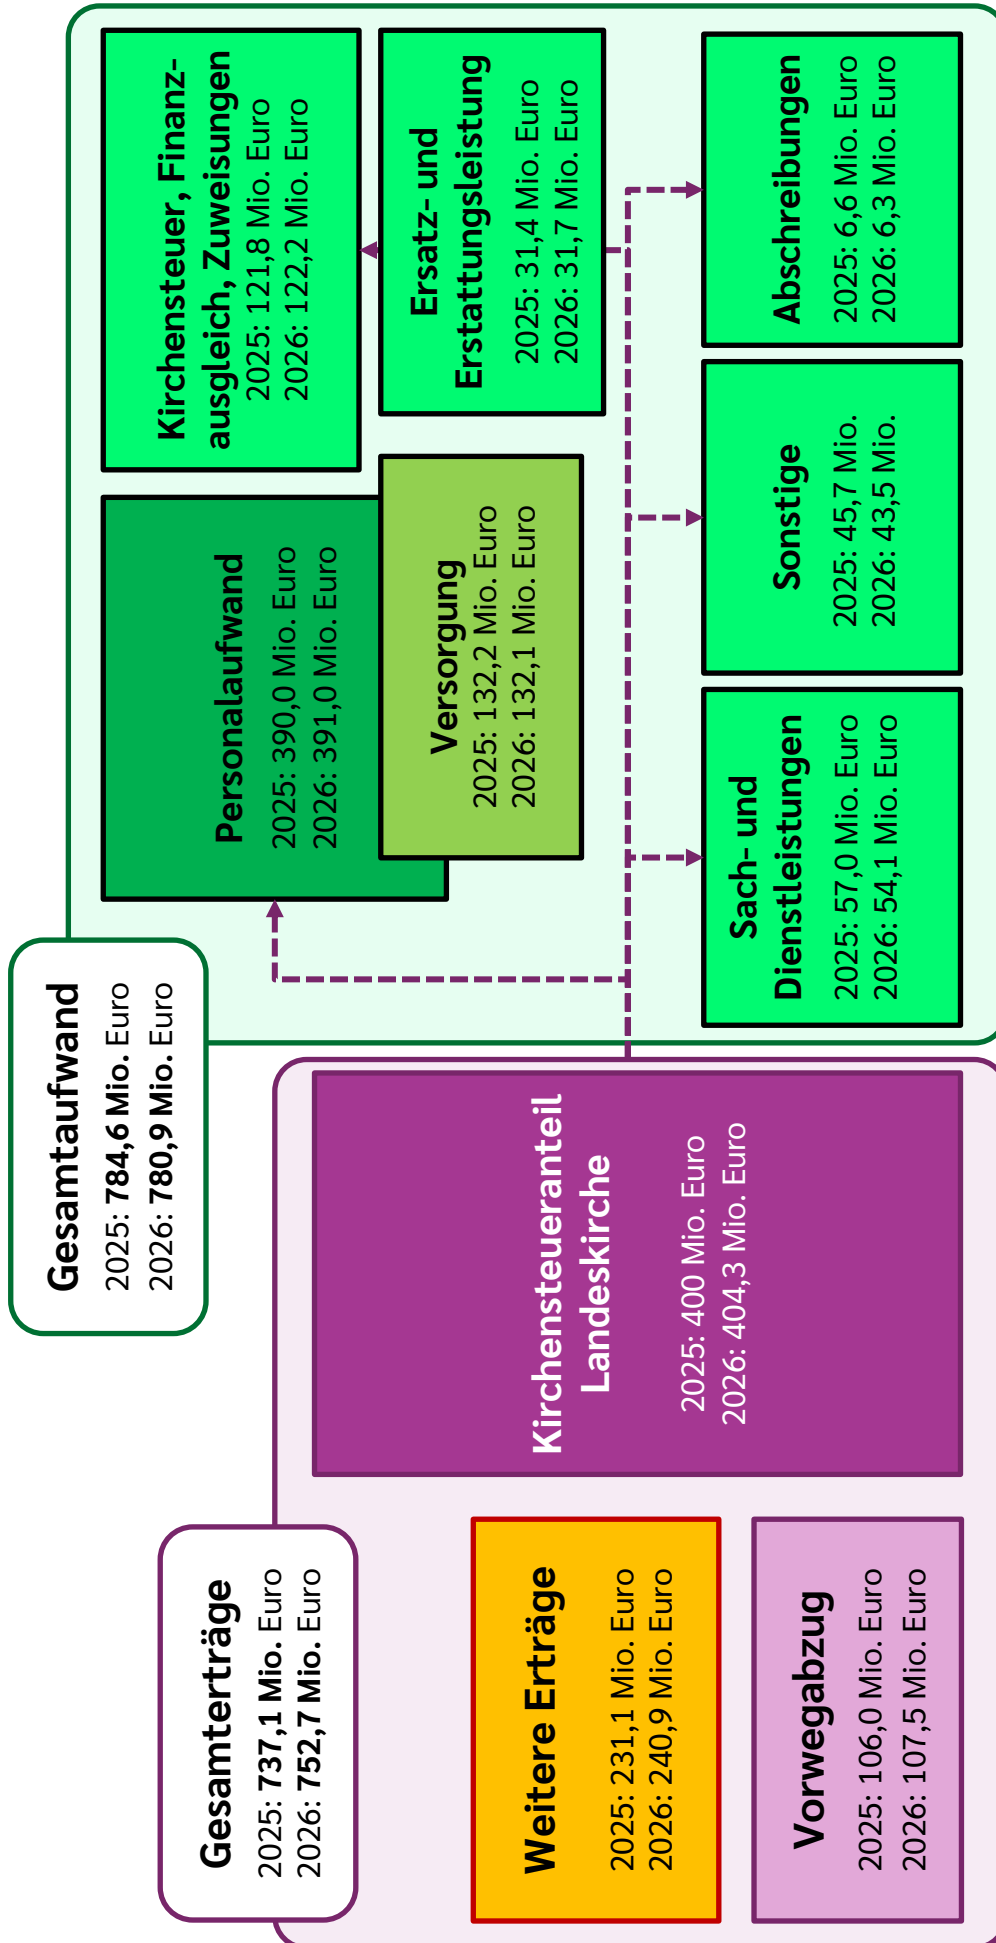 Gesamterträge
2025: 737,1 Mio. Euro
2026: 752,7 Mio. Euro
Weitere Erträge
2025: 231,1 Mio. Euro
2026: 240,9 Mio. Euro
Vorwegabzug
2025: 106,0 Mio. Euro
2026: 107,5 Mio. Euro
Kirchensteueranteil
Landeskirche
2025: 400 Mio. Euro
2026: 404,3 Mio. Euro
Gesamtaufwand
2025: 784,6 Mio. Euro
2026: 780,9 Mio. Euro
Personalaufwand
2025: 390,0 Mio. Euro
2026: 391,0 Mio. Euro
Versorgung
2025: 132,2 Mio. Euro
2026: 132,1 Mio. Euro
Kirchensteuer, Finanz-
ausgleich, Zuweisungen
2025: 121,8 Mio. Euro
2026: 122,2 Mio. Euro
Ersatz- und
Erstattungsleistung
2025: 31,4 Mio. Euro
2026: 31,7 Mio. Euro
Sach- und
Dienstleistungen
2025: 57,0 Mio. Euro
2026: 54,1 Mio. Euro
Sonstige
2025: 45,7 Mio.
2026: 43,5 Mio.
Abschreibungen
2025: 6,6 Mio. Euro
2026: 6,3 Mio. Euro